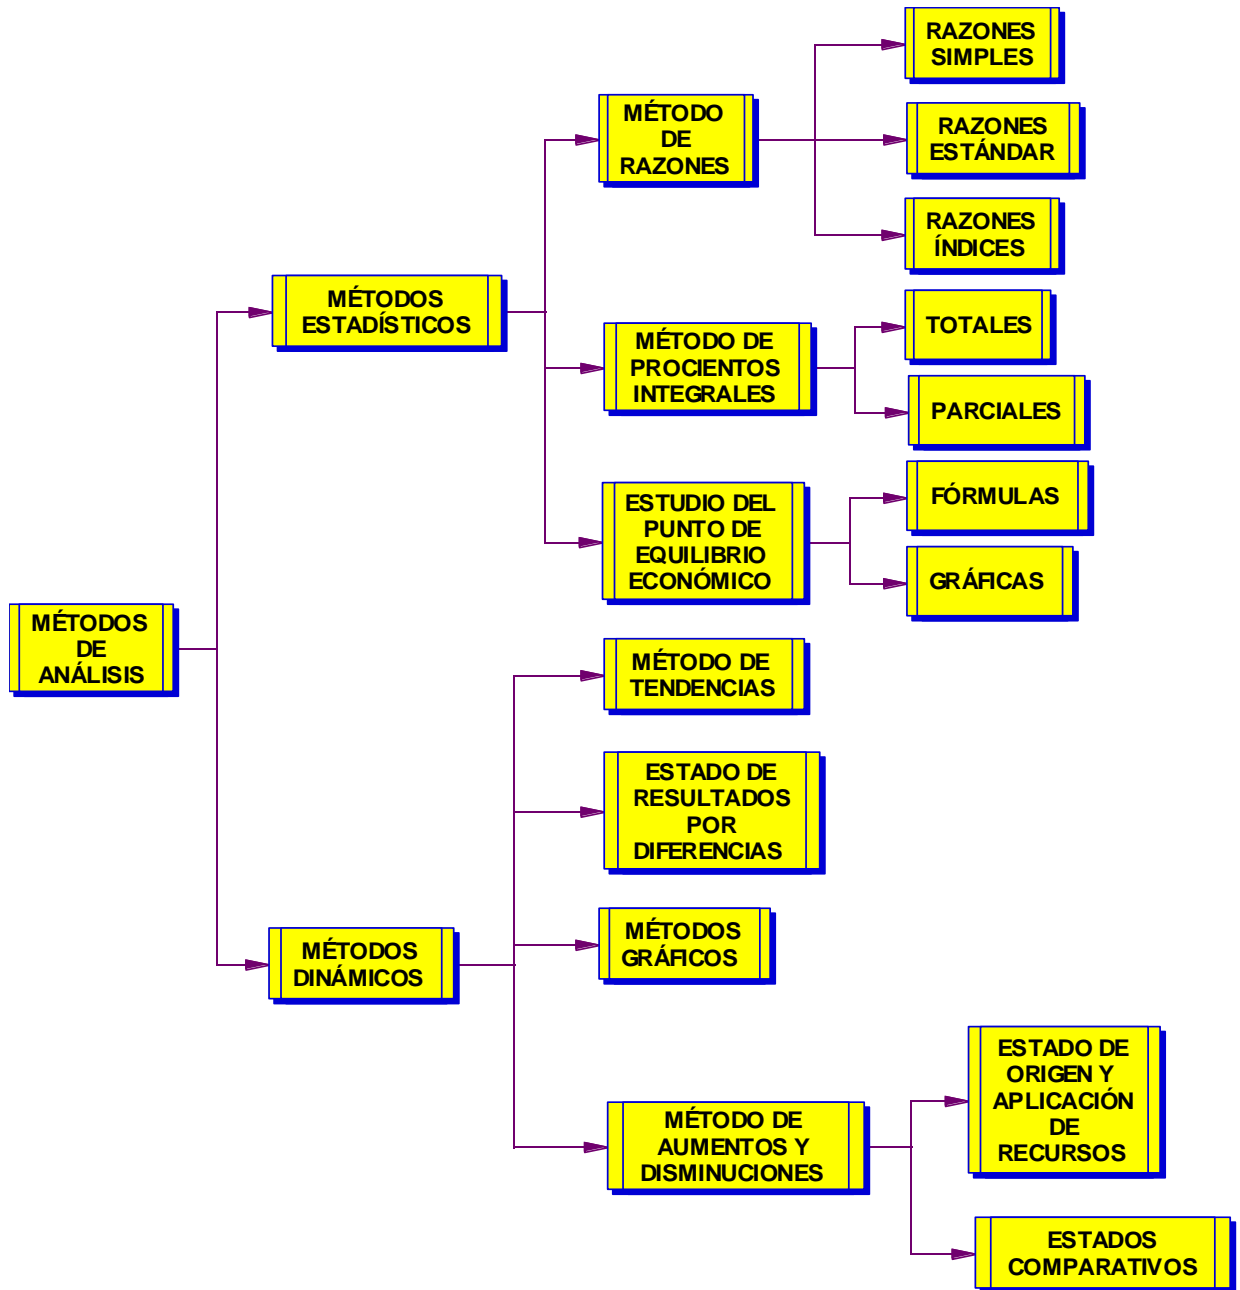 RAZONES
SIMPLES
MÉTODO
DE
RAZONES
RAZONES
ESTÁNDAR
RAZONES
ÍNDICES
MÉTODOS
ESTADÍSTICOS
TOTALES
MÉTODO DE
PROCIENTOS
INTEGRALES
PARCIALES
ESTUDIO DEL
PUNTO DE
EQUILIBRIO
ECONÓMICO
FÓRMULAS
GRÁFICAS
MÉTODOS
DE
ANÁLISIS
MÉTODO DE
TENDENCIAS
ESTADO DE
RESULTADOS
POR
DIFERENCIAS
MÉTODOS
GRÁFICOS
MÉTODOS
DINÁMICOS
ESTADO DE
ORIGEN Y
APLICACIÓN
DE
RECURSOS
MÉTODO DE
AUMENTOS Y
DISMINUCIONES
ESTADOS
COMPARATIVOS